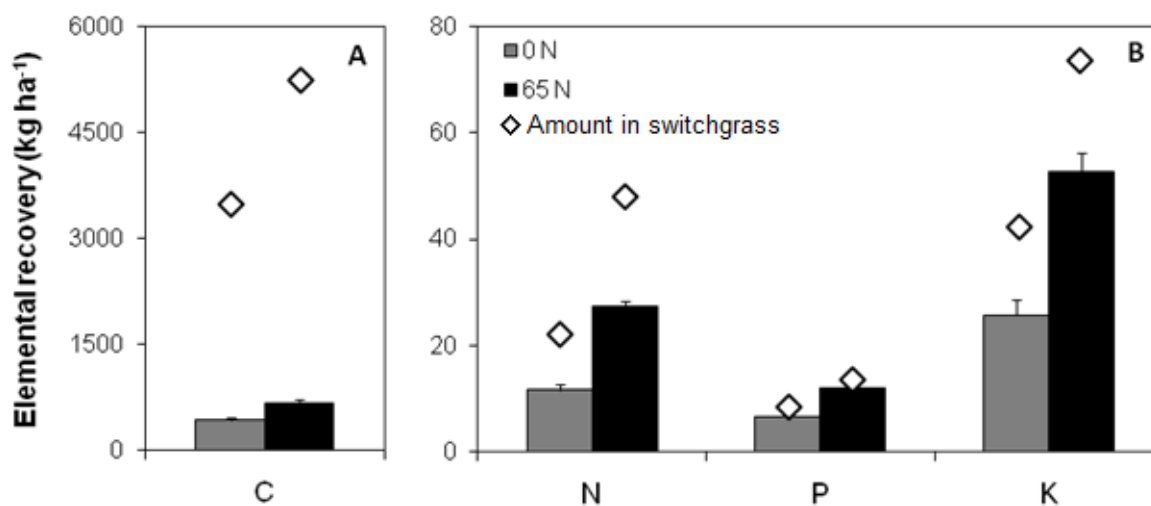 Elemental recovery (kg ha-1)
6000
4500
3000
1500
0
A
C
80
60
40
20
0
B
0 N
65 N
Amount in switchgrass
N
P
K